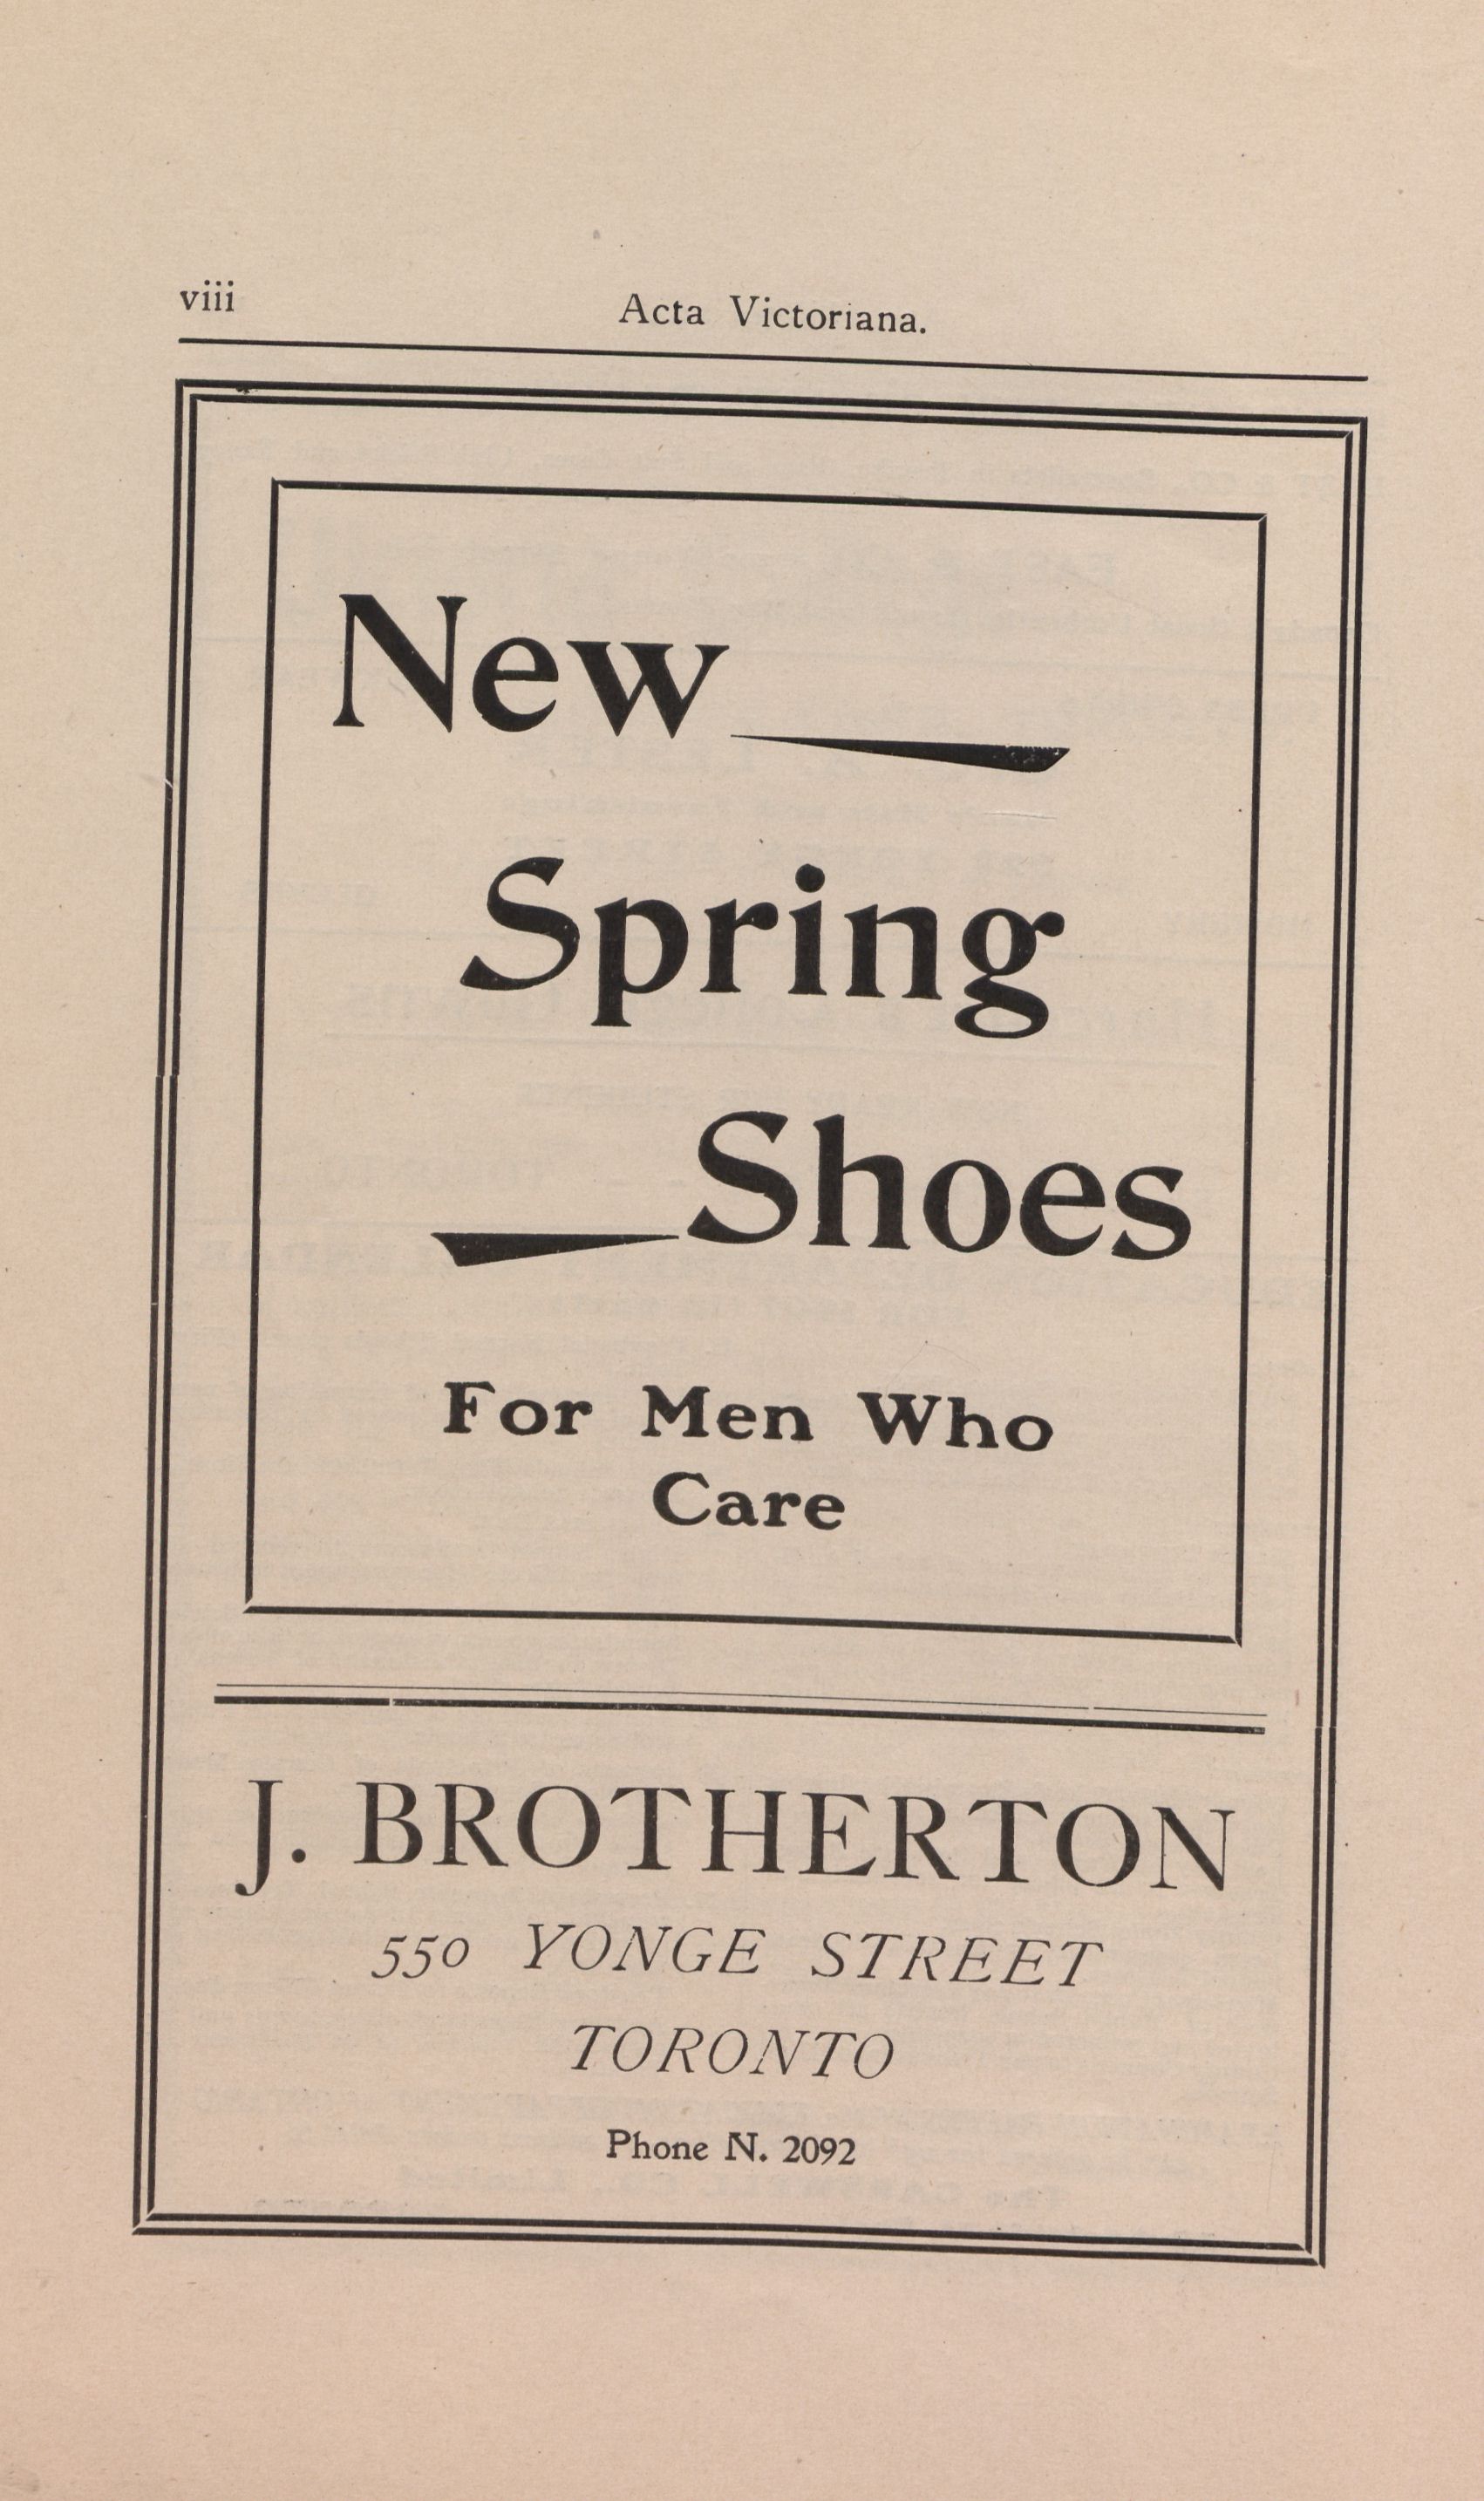 viii
Acta Victoriana.
New
Spring
Shoes
For Men Who
Care
J. BROTHERTON
550 YONGE STREET
TORONTO
Phone N. 2092